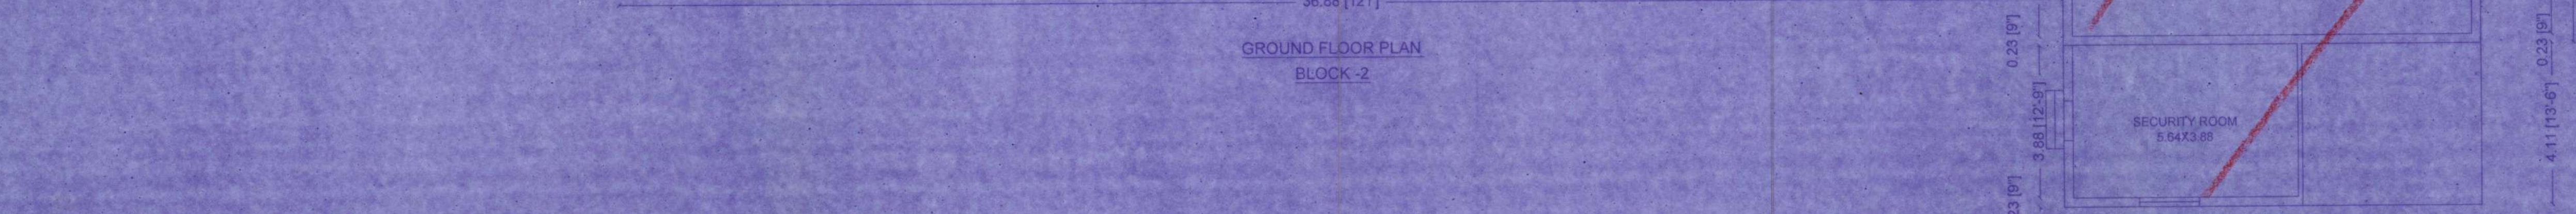 36.88 [121']
GROUND FLOOR PLAN
BLOCK -2
0.23 [9"]
3.88 [12'-9"]
SECURITY ROOM
5.64X3.88
0.23 [9"]
4.11 [13'-6"]